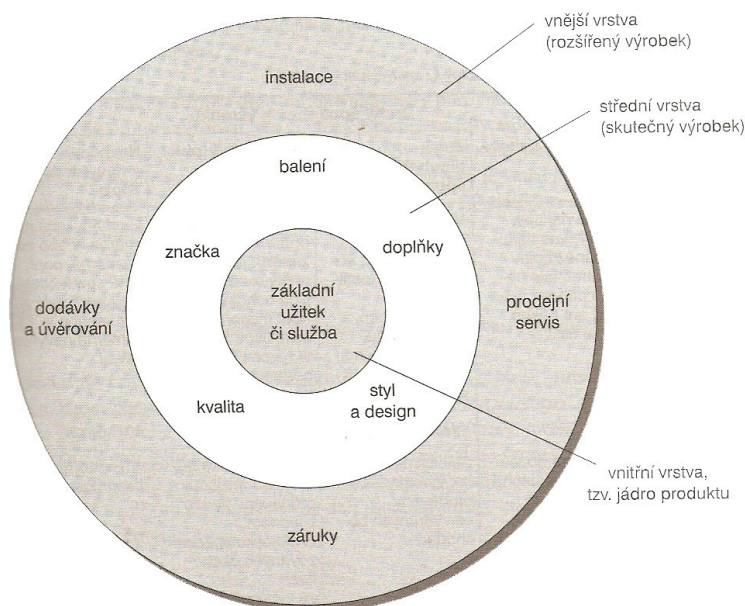 vnější vrstva
(rozšířený výrobek)
instalace
střední vrstva
(skutečný výrobek)
balení
značka
doplňky
základní
užitek
či služba
dodávky
a úvěrování
prodejní
servis
kvalita
styl
a design
vnitřní vrstva,
tzv. jádro produktu
záruky